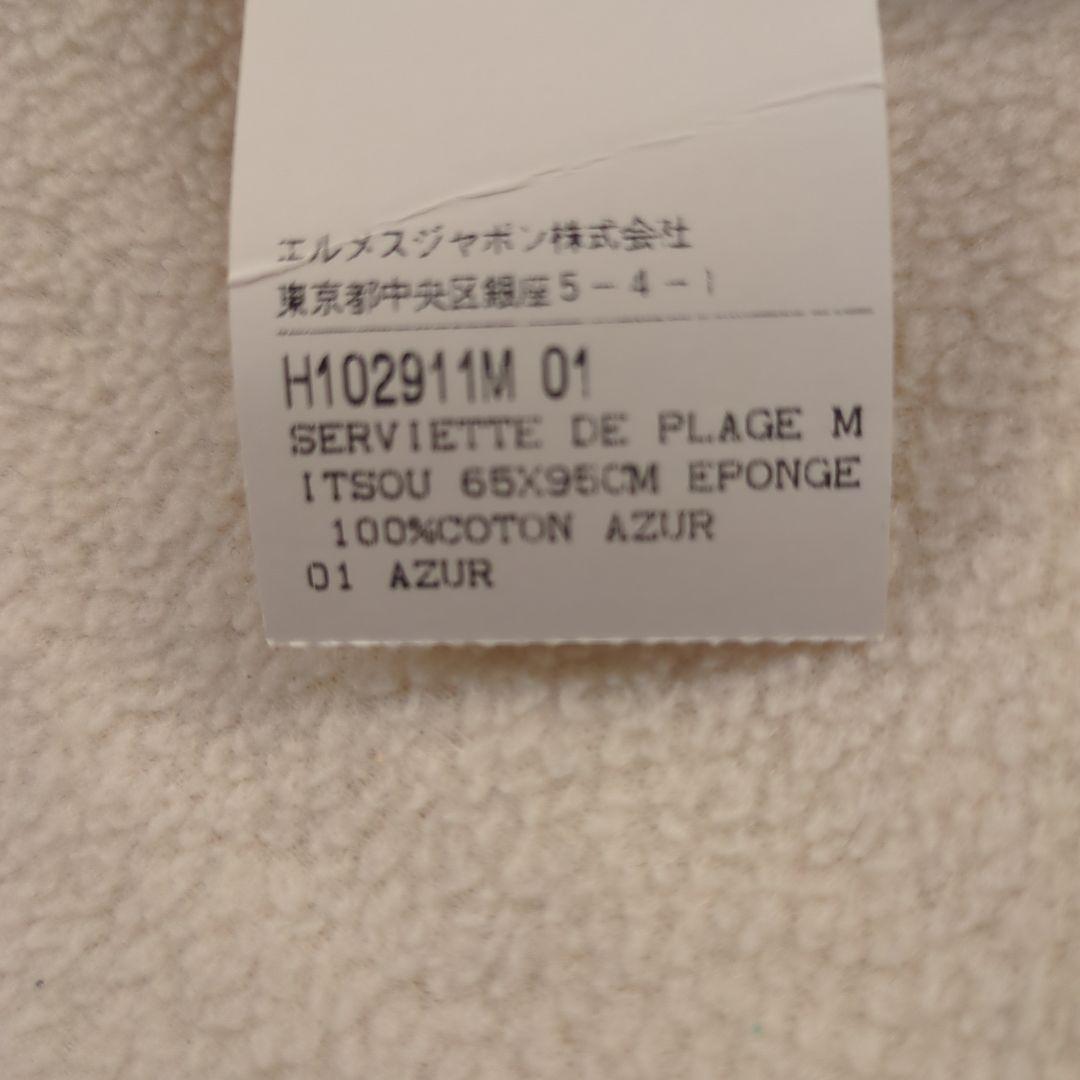 エルメスジャポン株式会社
東京都中央区銀座5-4-1
H102911M 01
SERVIETTE DE PLAGE M
ITSOU 65X95CM EPONGE
100%COTON AZUR
01 AZUR